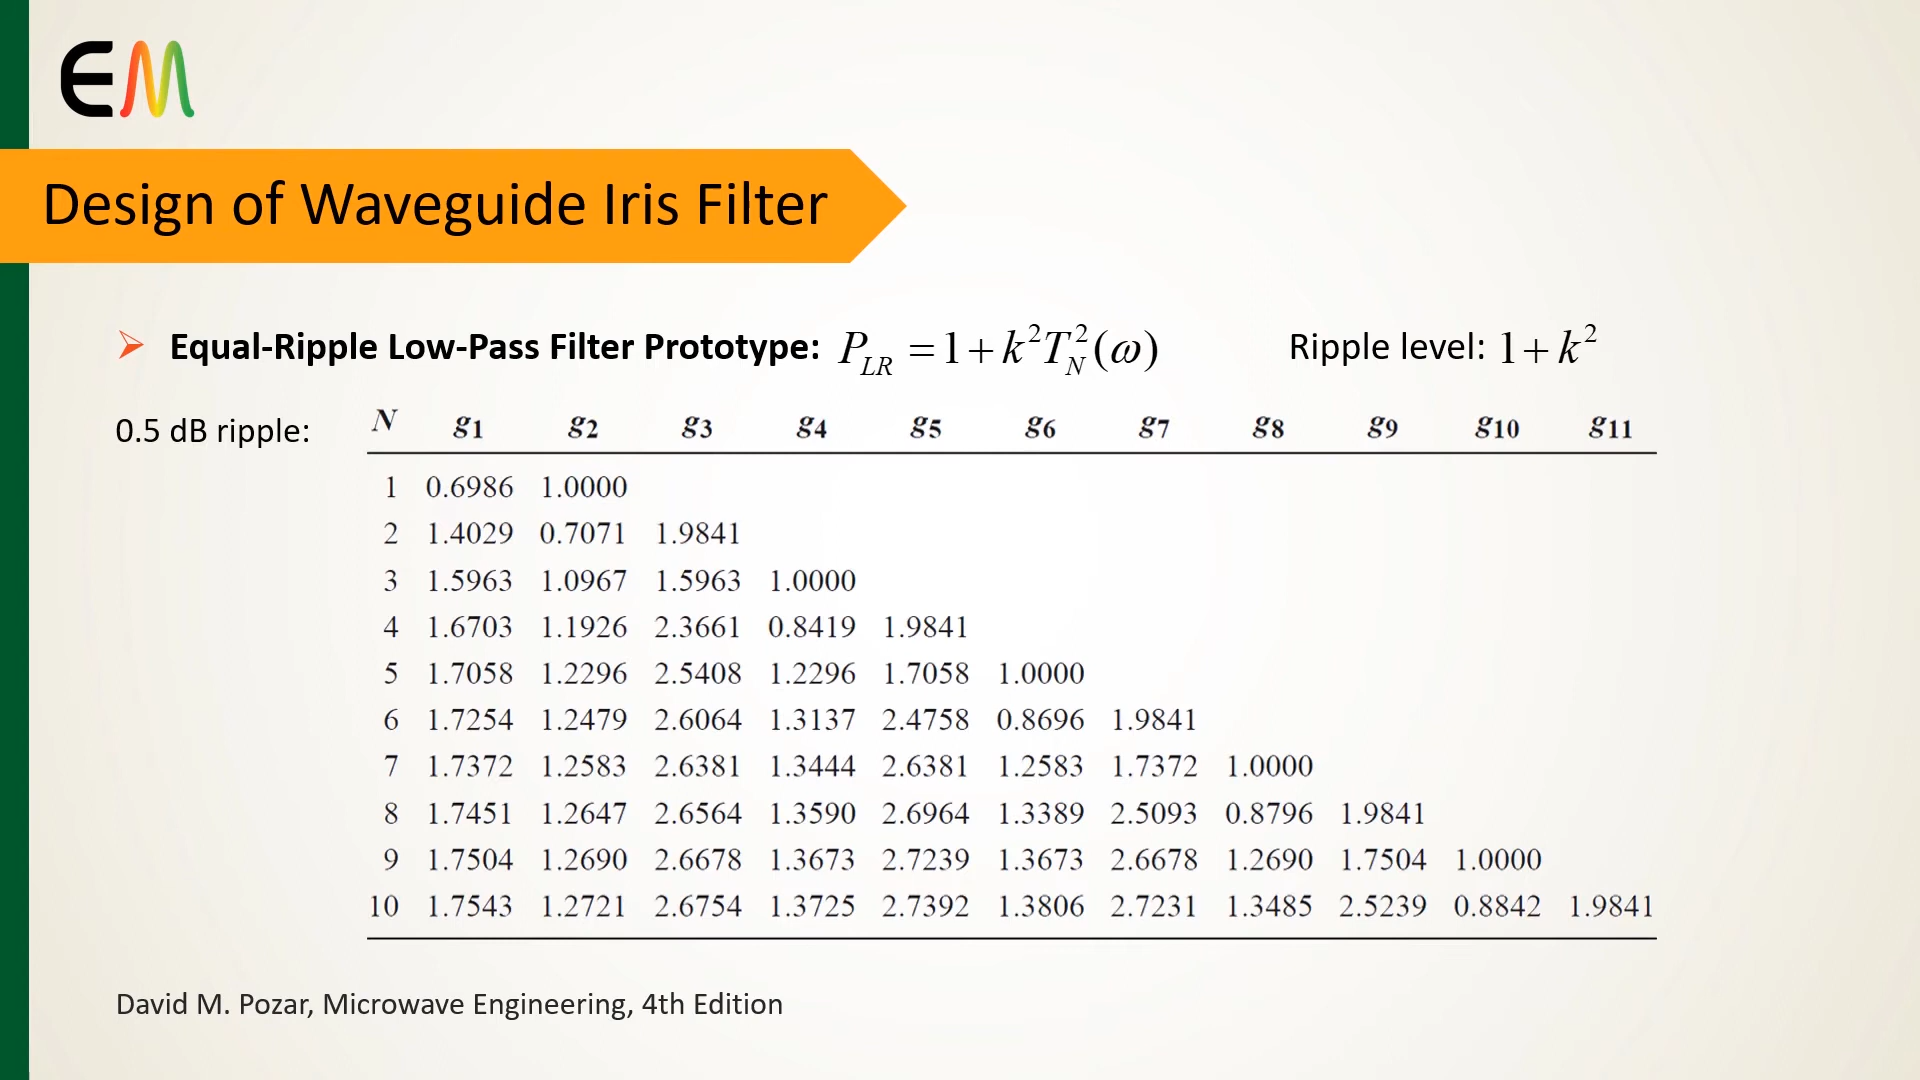 EM
Design of Waveguide Iris Filter
➢ Equal-Ripple Low-Pass Filter Prototype: P_LR = 1 + k² T_N²(ω) Ripple level: 1 + k²
0.5 dB ripple:
N g1 g2 g3 g4 g5 g6 g7 g8 g9 g10 g11
1 0.6986 1.0000
2 1.4029 0.7071 1.9841
3 1.5963 1.0967 1.5963 1.0000
4 1.6703 1.1926 2.3661 0.8419 1.9841
5 1.7058 1.2296 2.5408 1.2296 1.7058 1.0000
6 1.7254 1.2479 2.6064 1.3137 2.4758 0.8696 1.9841
7 1.7372 1.2583 2.6381 1.3444 2.6381 1.2583 1.7372 1.0000
8 1.7451 1.2647 2.6564 1.3590 2.6964 1.3389 2.5093 0.8796 1.9841
9 1.7504 1.2690 2.6678 1.3673 2.7239 1.3673 2.6678 1.2690 1.7504 1.0000
10 1.7543 1.2721 2.6754 1.3725 2.7392 1.3806 2.7231 1.3485 2.5239 0.8842 1.9841
David M. Pozar, Microwave Engineering, 4th Edition